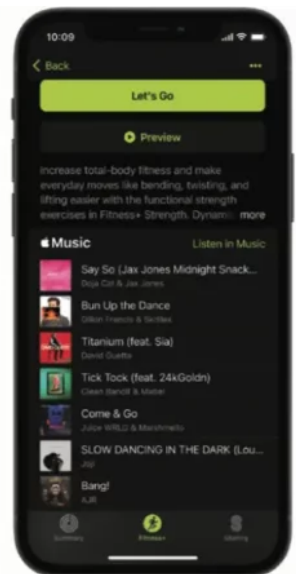 10:09
Back
Let's Go
Preview
increase total-body fitness and make
everyday moves like bending, twisting, and
lifting easier with the functional strength
exercises in Fitness+ Strength. Dynami more
Music Listen in Music
Say So (Jax Jones Midnight Snack...
Doja Cat & Jax Jones
Bun Up the Dance
Dillon Francis & Skrillex
Titanium (feat. Sia)
David Guetta
Tick Tock (feat. 24kGoldn)
Clean Bandit & Mabel
Come & Go
Juice WRLD & Marshmello
SLOW DANCING IN THE DARK (Lou...
Joji
Bang!
AJR
Summary Fitness+ Sharing